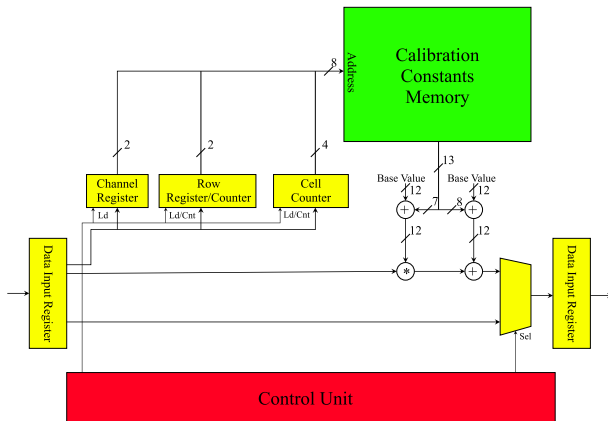 Calibration
Constants
Memory
Address
8
2
2
4
13
Channel
Register
Row
Register/Counter
Cell
Counter
Base Value
Base Value
12
12
Ld
Ld/Cnt
Ld/Cnt
+
7
8
+
12
12
Data Input Register
*
+
Data Input Register
Sel
Control Unit